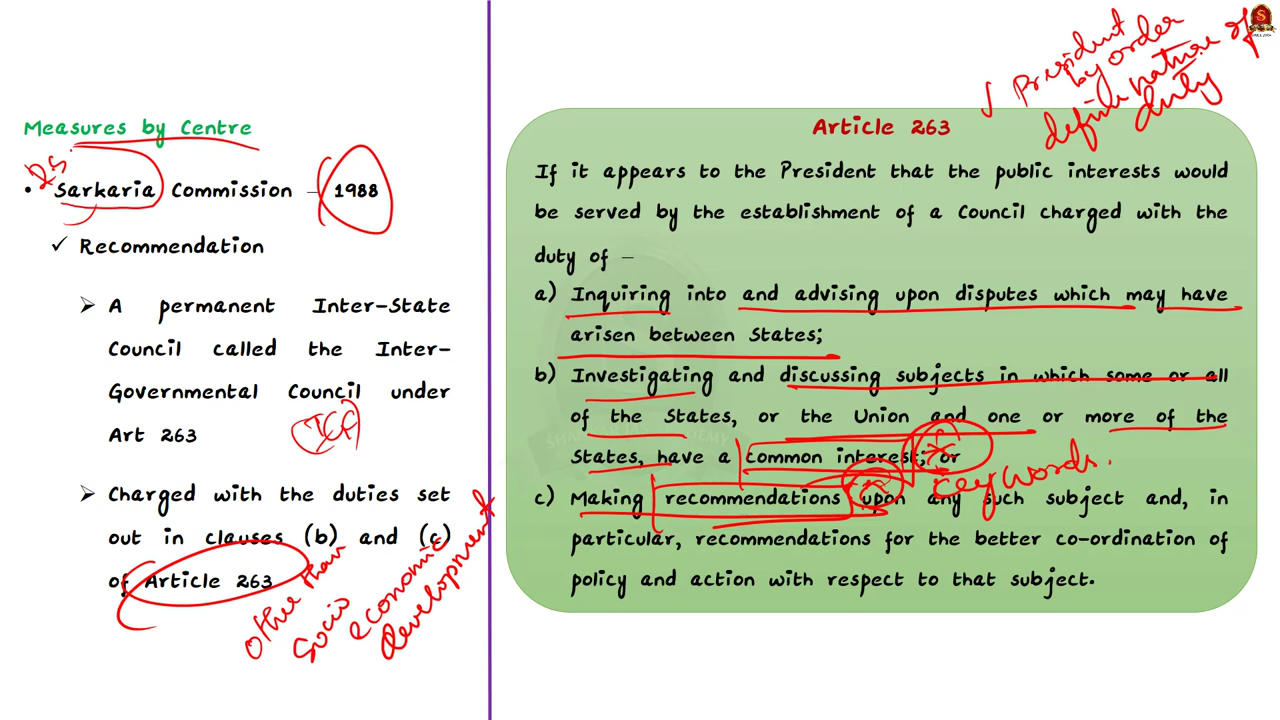 Measures by Centre
• Sarkaria Commission – 1988
✓ Recommendation
➢ A permanent Inter-State
Council called the Inter-
Governmental Council under
Art 263
➢ Charged with the duties set
out in clauses (b) and (c)
of Article 263
other than
socio
economic
development
✓ President
by order
define nature of
duty
Article 263
If it appears to the President that the public interests would
be served by the establishment of a Council charged with the
duty of –
a) Inquiring into and advising upon disputes which may have
arisen between States;
b) Investigating and discussing subjects in which some or all
of the States, or the Union and one or more of the
States, have a common interest; or
keywords.
c) Making recommendations upon any such subject and, in
particular, recommendations for the better co-ordination of
policy and action with respect to that subject.